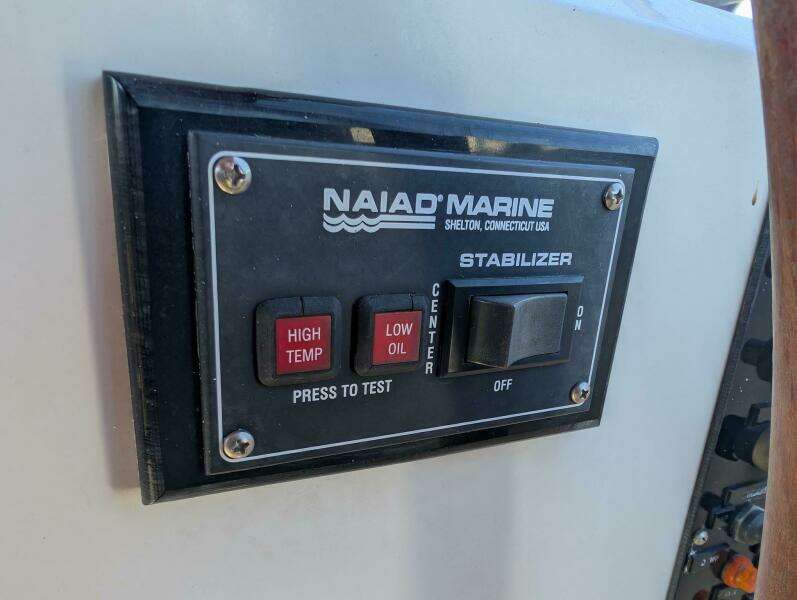 NAIAD® MARINE
SHELTON, CONNECTICUT USA
STABILIZER
HIGH
TEMP
LOW
OIL
PRESS TO TEST
CENTER
OFF
ON